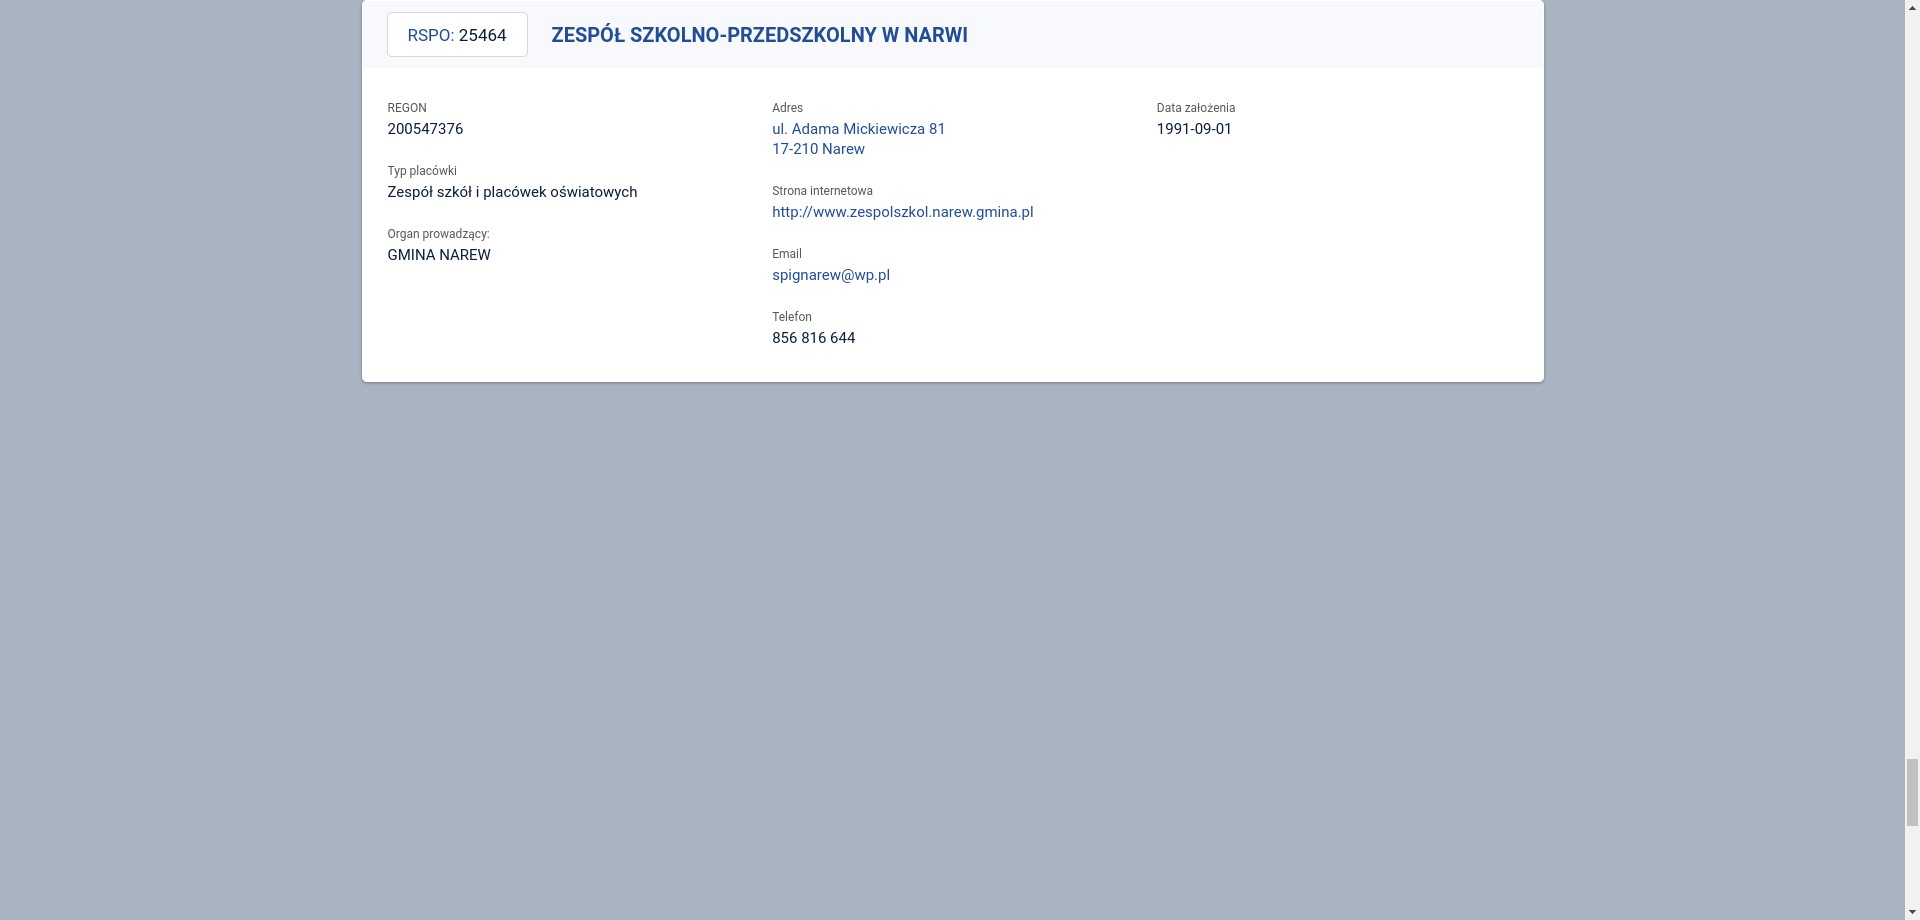 RSPO: 25464
ZESPÓŁ SZKOLNO-PRZEDSZKOLNY W NARWI
REGON
200547376
Typ placówki
Zespół szkół i placówek oświatowych
Organ prowadzący:
GMINA NAREW
Adres
ul. Adama Mickiewicza 81
17-210 Narew
Strona internetowa
http://www.zespolszkol.narew.gmina.pl
Email
spignarew@wp.pl
Telefon
856 816 644
Data założenia
1991-09-01